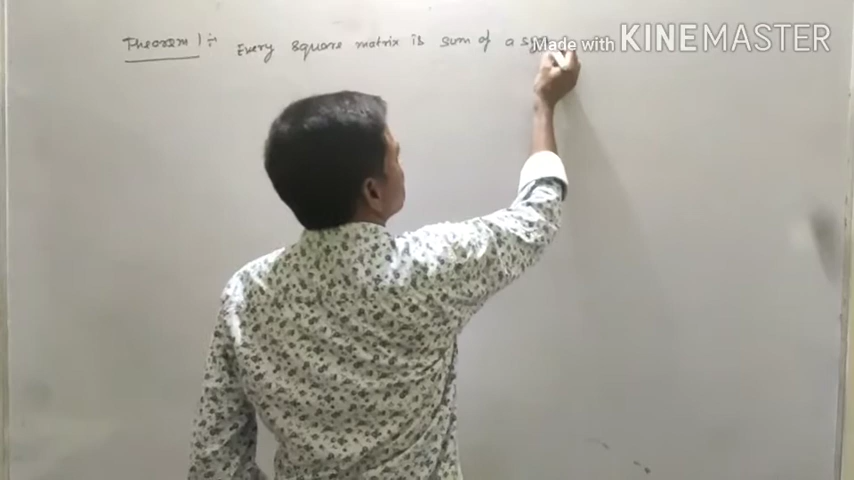 Theorem 1 :- Every square matrix is sum of a
Made with KINEMASTER